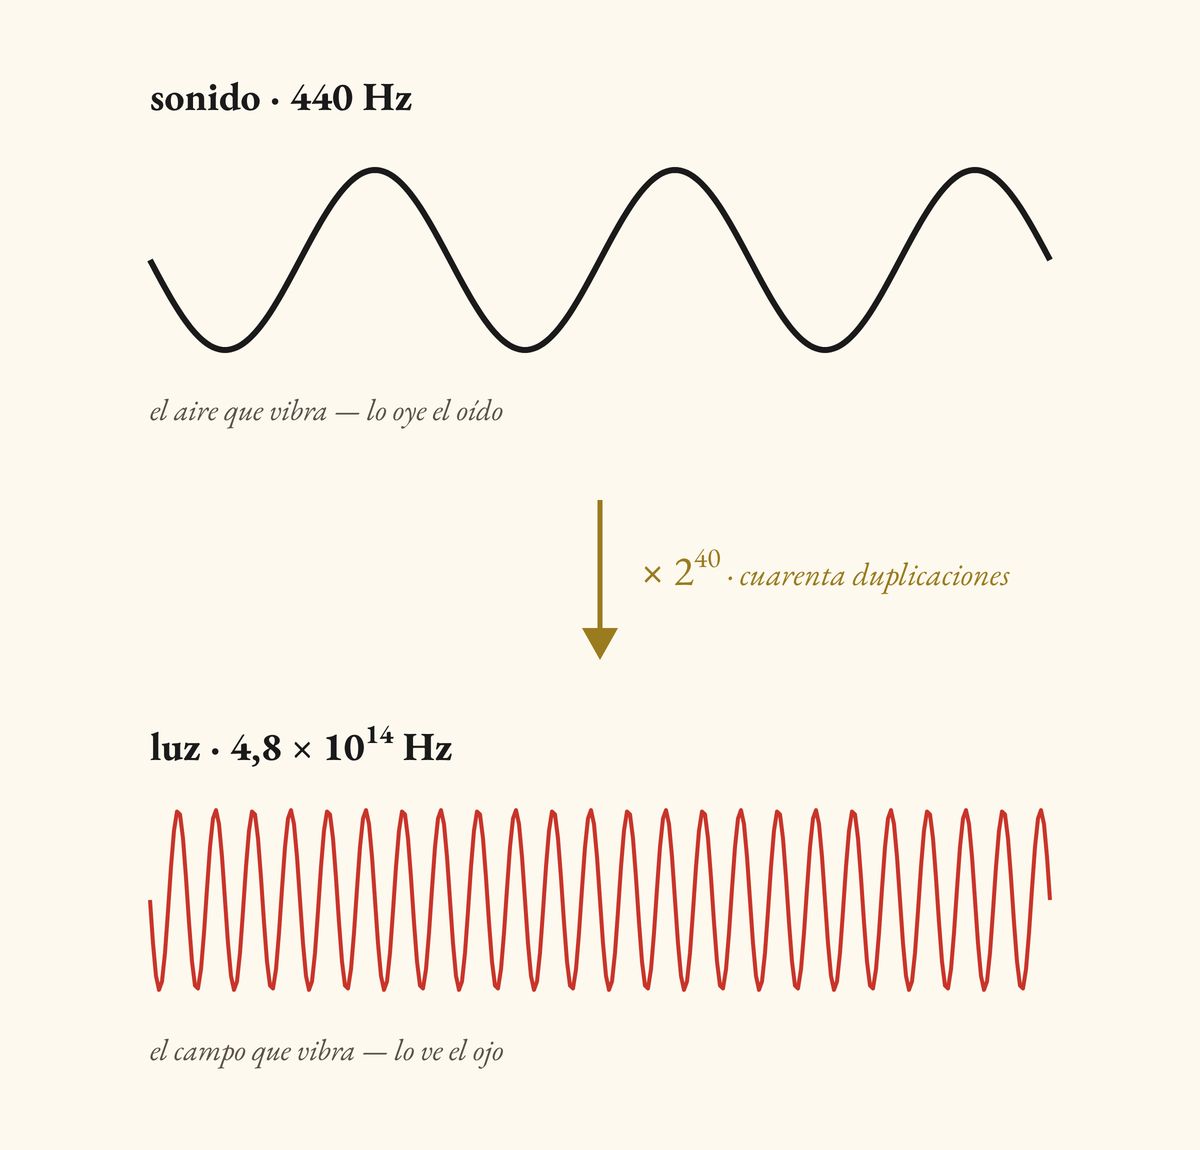 sonido · 440 Hz
el aire que vibra — lo oye el oído
× 2⁴⁰ · cuarenta duplicaciones
luz · 4,8 × 10¹⁴ Hz
el campo que vibra — lo ve el ojo